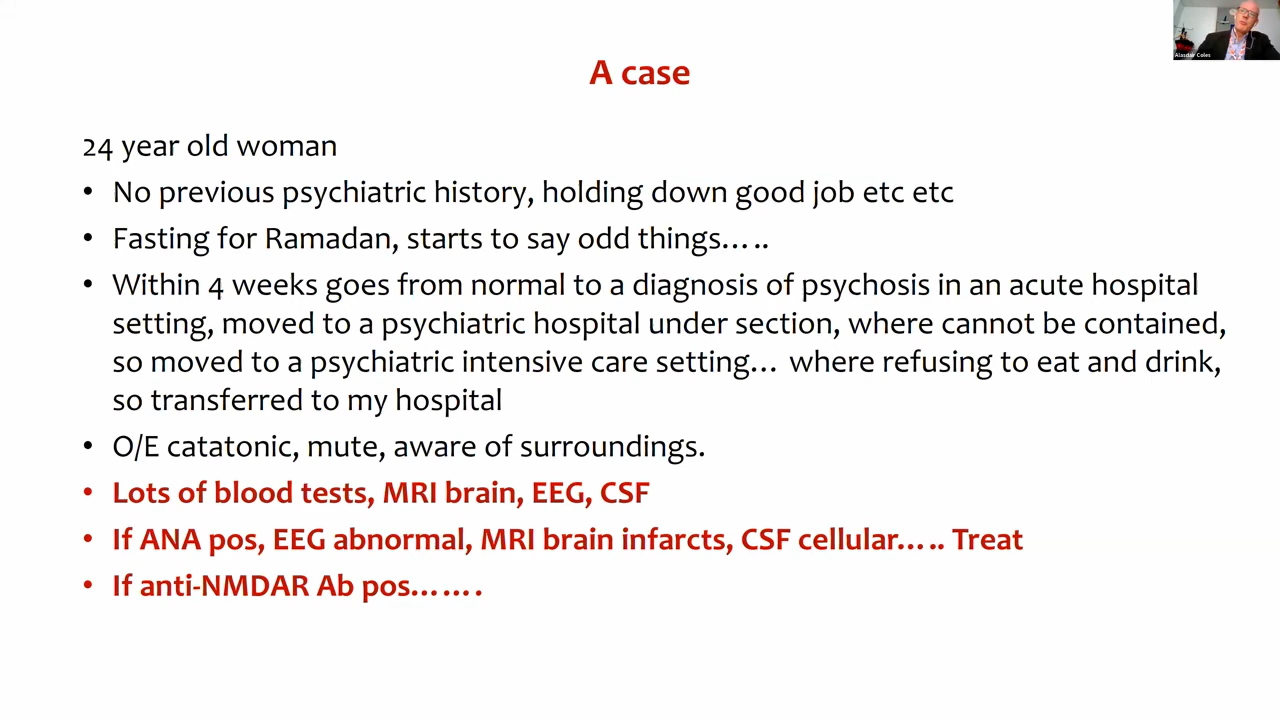 Alasdair Coles
A case
24 year old woman
• No previous psychiatric history, holding down good job etc etc
• Fasting for Ramadan, starts to say odd things…..
• Within 4 weeks goes from normal to a diagnosis of psychosis in an acute hospital
setting, moved to a psychiatric hospital under section, where cannot be contained,
so moved to a psychiatric intensive care setting… where refusing to eat and drink,
so transferred to my hospital
• O/E catatonic, mute, aware of surroundings.
• Lots of blood tests, MRI brain, EEG, CSF
• If ANA pos, EEG abnormal, MRI brain infarcts, CSF cellular….. Treat
• If anti-NMDAR Ab pos…….